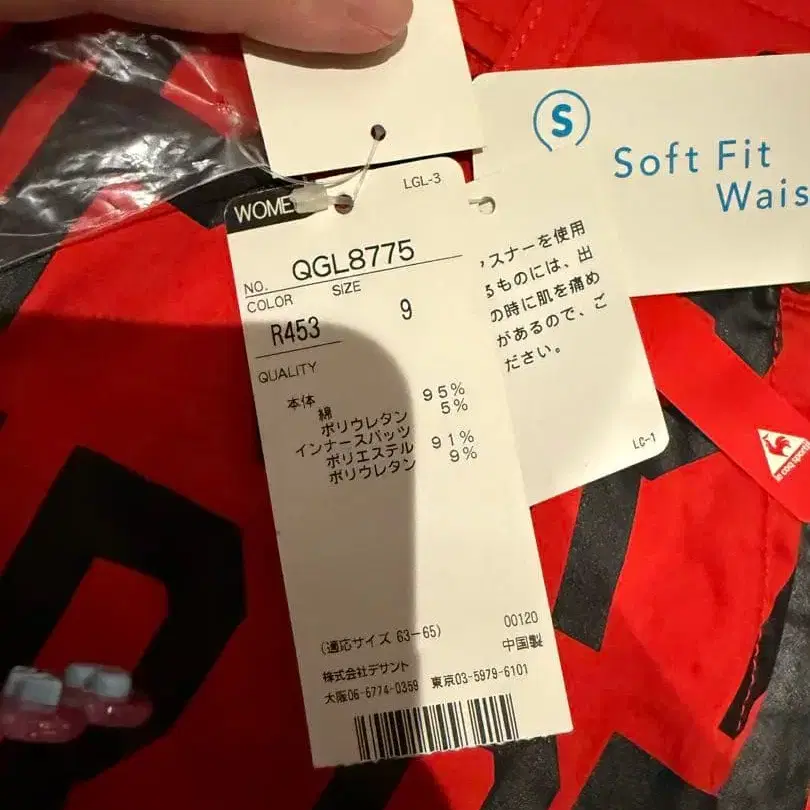 S
Soft Fit
WOME
LGL-3
NO. QGL8775
COLOR SIZE
R453 9
QUALITY
本体
綿 95%
ポリウレタン 5%
インナースパッツ
ポリエステル 91%
ポリウレタン 9%
(適応サイズ 63-65)
00120
中国製
株式会社デサント
大阪06-6774-0359 東京03-5979-6101
スナーを使用
ものには、出
の時に肌を痛め
があるので、ご
ださい。
LC-1
le coq sportif